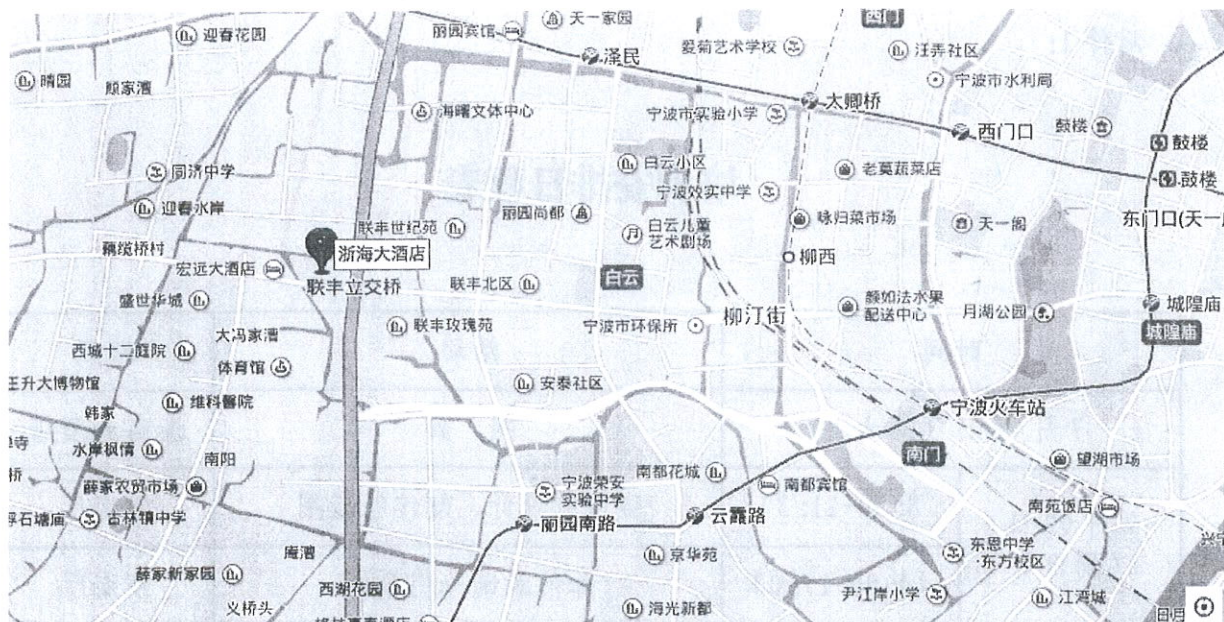 天一家园
西门
迎春花园
丽园宾馆
泽民
爱菊艺术学校
汪弄社区
晴园
顾家漕
宁波市水利局
太卿桥
海曙文体中心
宁波市实验小学
西门口
鼓楼
鼓楼
同济中学
白云小区
老莫蔬菜店
鼓楼
宁波效实中学
迎春水岸
丽园尚都
咏归菜市场
天一阁
东门口(天一
联丰世纪苑
白云儿童
艺术剧场
藕缆桥村
浙海大酒店
宏远大酒店
柳西
白云
联丰立交桥
联丰北区
盛世华城
颜如法水果
配送中心
月湖公园
城隍庙
柳汀街
大冯家漕
联丰玫瑰苑
宁波市环保所
城隍庙
西城十二庭院
体育馆
安泰社区
王升大博物馆
维科醫院
韩家
宁波火车站
水岸枫情
南阳
南都花城
南门
望湖市场
桥
薛家农贸市场
宁波荣安
实验中学
南都宾馆
南苑饭店
浮石塘庙
古林镇中学
丽园南路
云霞路
庵漕
京华苑
东恩中学
·东方校区
兴宁
薛家新家园
西湖花园
尹江岸小学
江湾城
义桥头
海光新都